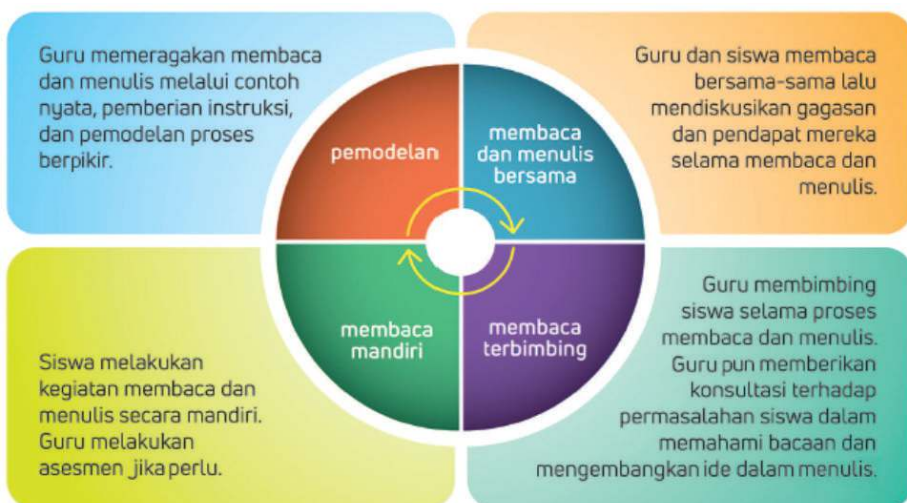 Guru memeragakan membaca
dan menulis melalui contoh
nyata, pemberian instruksi,
dan pemodelan proses
berpikir.
pemodelan
membaca
dan menulis
bersama
Guru dan siswa membaca
bersama-sama lalu
mendiskusikan gagasan
dan pendapat mereka
selama membaca dan
menulis.
Siswa melakukan
kegiatan membaca dan
menulis secara mandiri.
Guru melakukan
asesmen jika perlu.
membaca
mandiri
membaca
terbimbing
Guru membimbing
siswa selama proses
membaca dan menulis.
Guru pun memberikan
konsultasi terhadap
permasalahan siswa dalam
memahami bacaan dan
mengembangkan ide dalam menulis.